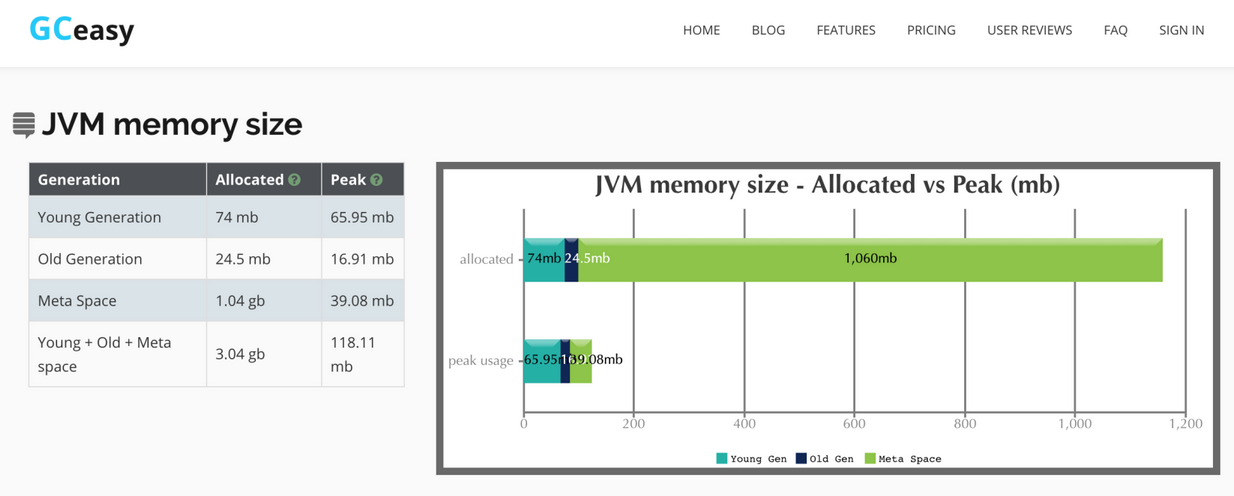 GCeasy
HOME BLOG FEATURES PRICING USER REVIEWS FAQ SIGN IN
JVM memory size
Generation Allocated ? Peak ?
Young Generation 74 mb 65.95 mb
Old Generation 24.5 mb 16.91 mb
Meta Space 1.04 gb 39.08 mb
Young + Old + Meta space 3.04 gb 118.11 mb
JVM memory size - Allocated vs Peak (mb)
allocated 74mb 24.5mb 1,060mb
peak usage 39.08mb
0 200 400 600 800 1,000 1,200
Young Gen Old Gen Meta Space